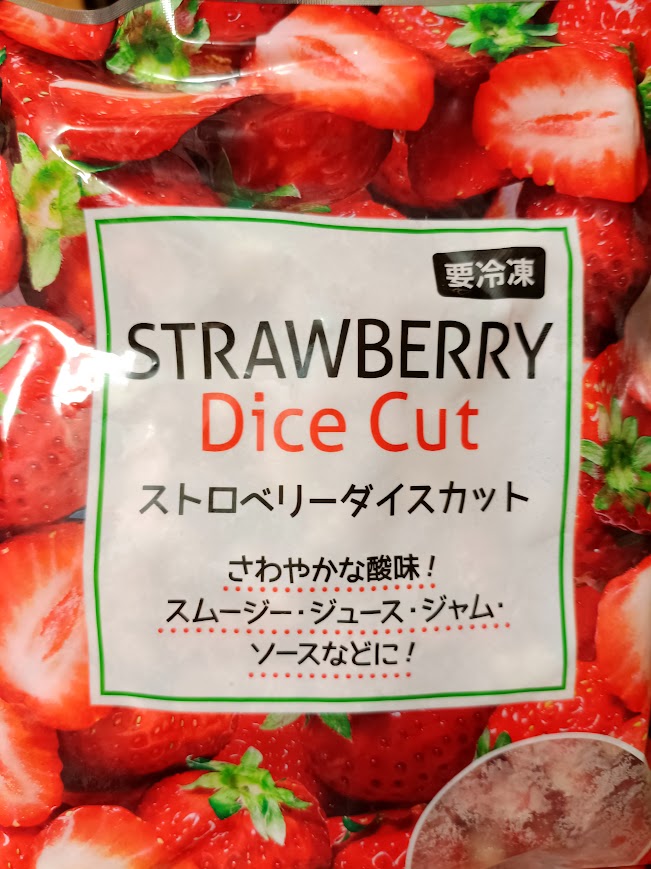 要冷凍
STRAWBERRY
Dice Cut
ストロベリーダイスカット
さわやかな酸味!
スムージー・ジュース・ジャム・
ソースなどに!